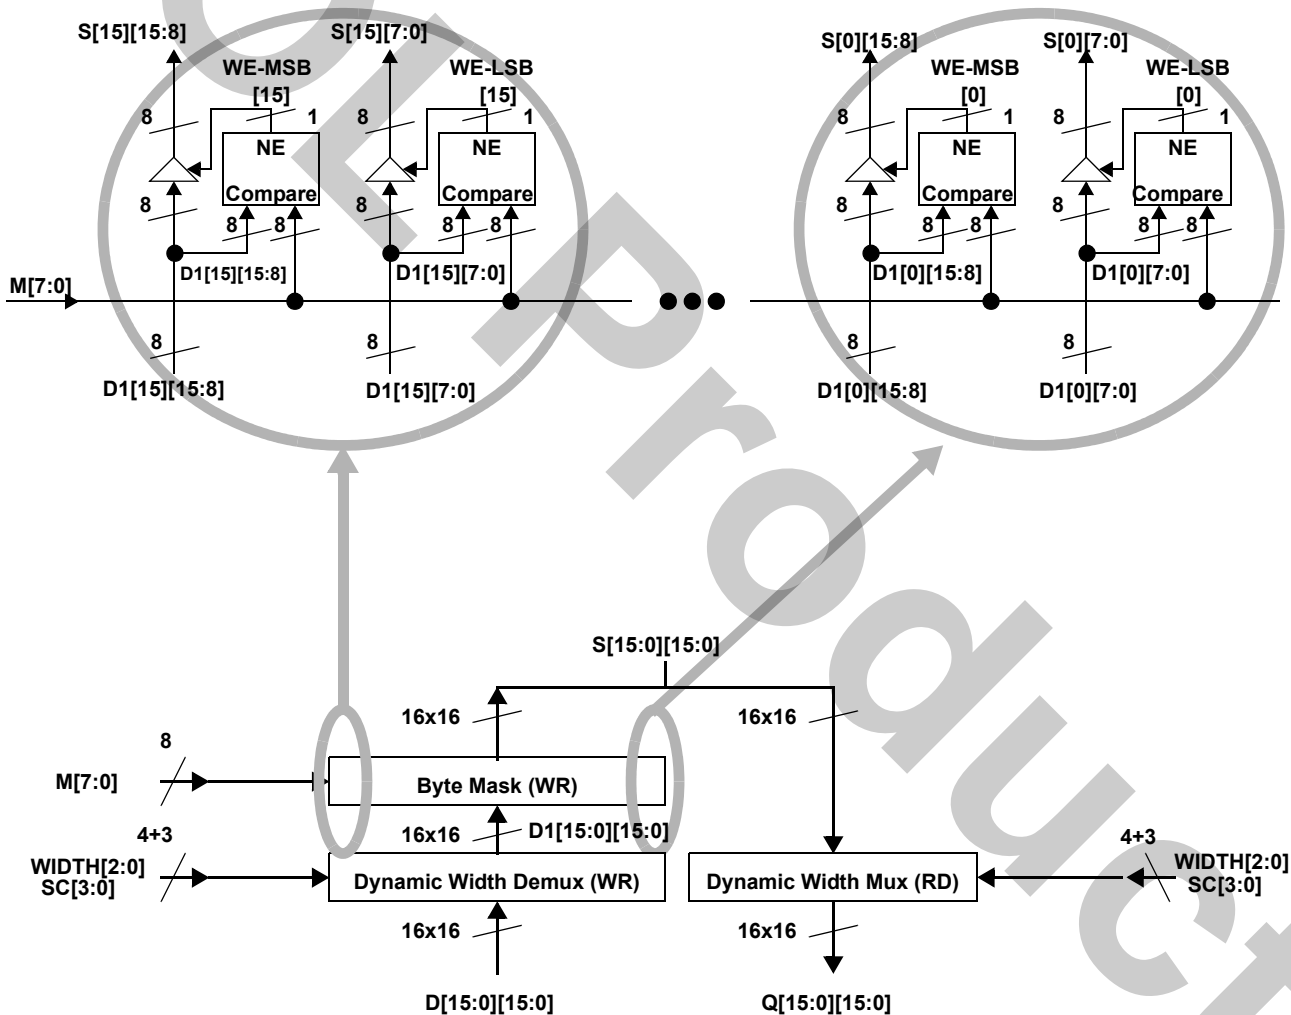 S[15][15:8] S[15][7:0] S[0][15:8] S[0][7:0]
WE-MSB WE-LSB WE-MSB WE-LSB
[15] [15] [0] [0]
8 1 8 1 8 1 8 1
NE NE NE NE
Compare Compare Compare Compare
8 8 8 8
8 8 8 8 8 8 8 8
D1[15][15:8] D1[15][7:0] D1[0][15:8] D1[0][7:0]
M[7:0]
8 8 8 8
D1[15][15:8] D1[15][7:0] D1[0][15:8] D1[0][7:0]
S[15:0][15:0]
16x16 16x16
8
M[7:0] Byte Mask (WR)
4+3 16x16 D1[15:0][15:0] 4+3
WIDTH[2:0] WIDTH[2:0]
SC[3:0] Dynamic Width Demux (WR) Dynamic Width Mux (RD) SC[3:0]
16x16 16x16
D[15:0][15:0] Q[15:0][15:0]
Product